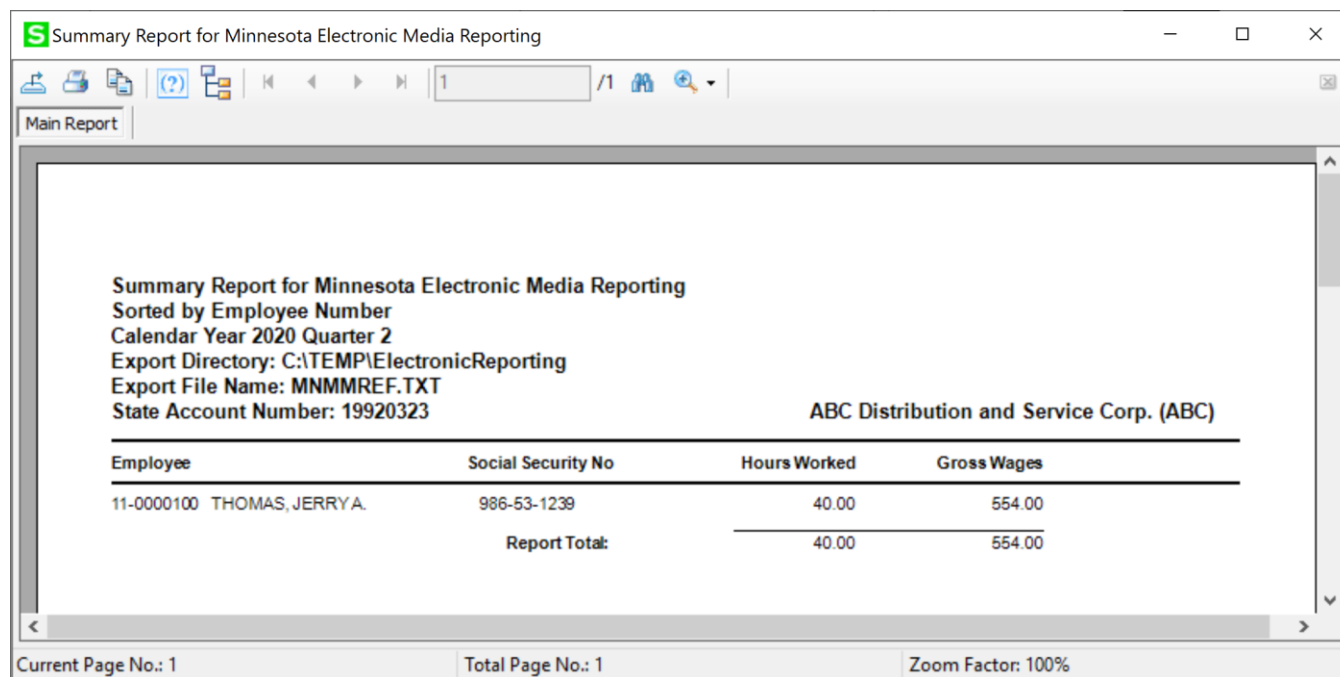 S Summary Report for Minnesota Electronic Media Reporting
(?) 1 /1
Main Report
Summary Report for Minnesota Electronic Media Reporting
Sorted by Employee Number
Calendar Year 2020 Quarter 2
Export Directory: C:\TEMP\ElectronicReporting
Export File Name: MNMMREF.TXT
State Account Number: 19920323 ABC Distribution and Service Corp. (ABC)
Employee Social Security No Hours Worked Gross Wages
11-0000100 THOMAS, JERRY A. 986-53-1239 40.00 554.00
Report Total: 40.00 554.00
Current Page No.: 1 Total Page No.: 1 Zoom Factor: 100%